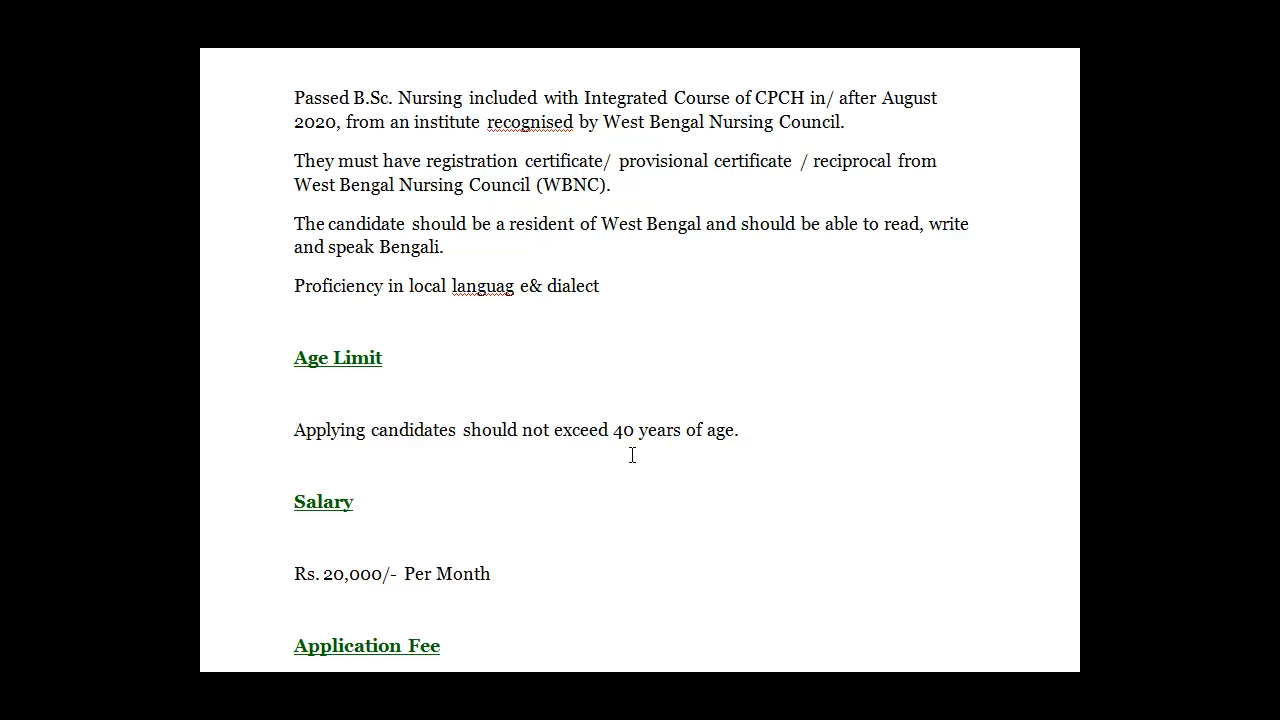 Passed B.Sc. Nursing included with Integrated Course of CPCH in/ after August
2020, from an institute recognised by West Bengal Nursing Council.
They must have registration certificate/ provisional certificate / reciprocal from
West Bengal Nursing Council (WBNC).
The candidate should be a resident of West Bengal and should be able to read, write
and speak Bengali.
Proficiency in local languag e& dialect
Age Limit
Applying candidates should not exceed 40 years of age.
Salary
Rs. 20,000/- Per Month
Application Fee